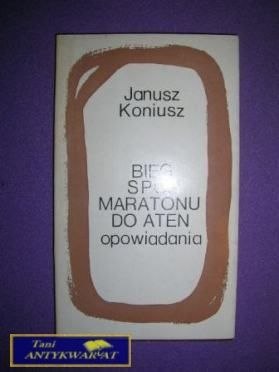 Janusz
Koniusz
BIEG
SPOD
MARATONU
DO ATEN
opowiadania
Tani
ANTYKWARIAT